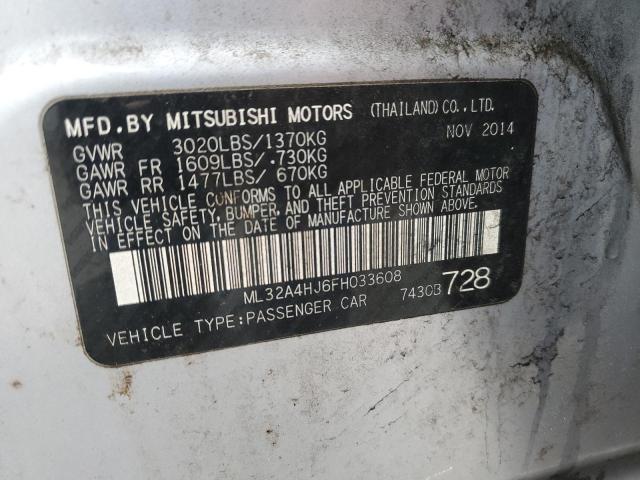 MFD.BY MITSUBISHI MOTORS (THAILAND) CO., LTD.
NOV 2014
GVWR 3020LBS/1370KG
GAWR FR 1609LBS/ 730KG
GAWR RR 1477LBS/ 670KG
THIS VEHICLE CONFORMS TO ALL APPLICABLE FEDERAL MOTOR
VEHICLE SAFETY, BUMPER, AND THEFT PREVENTION STANDARDS
IN EFFECT ON THE DATE OF MANUFACTURE SHOWN ABOVE.
ML32A4HJ6FH033608
VEHICLE TYPE:PASSENGER CAR 7430B 728